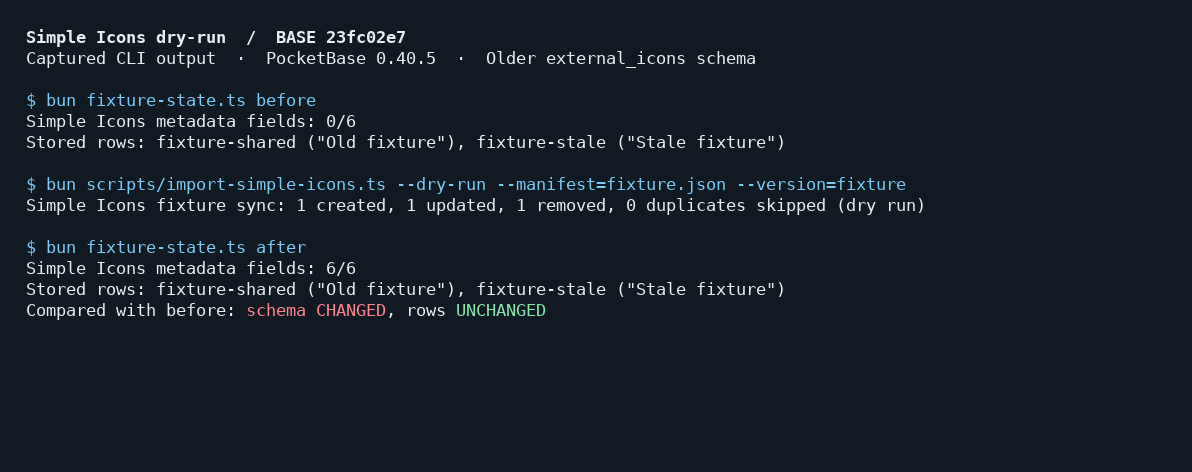 Simple Icons dry-run  /  BASE 23fc02e7
Captured CLI output  ·  PocketBase 0.40.5  ·  Older external_icons schema
$ bun fixture-state.ts before
Simple Icons metadata fields: 0/6
Stored rows: fixture-shared ("Old fixture"), fixture-stale ("Stale fixture")
$ bun scripts/import-simple-icons.ts --dry-run --manifest=fixture.json --version=fixture
Simple Icons fixture sync: 1 created, 1 updated, 1 removed, 0 duplicates skipped (dry run)
$ bun fixture-state.ts after
Simple Icons metadata fields: 6/6
Stored rows: fixture-shared ("Old fixture"), fixture-stale ("Stale fixture")
Compared with before: schema CHANGED, rows UNCHANGED